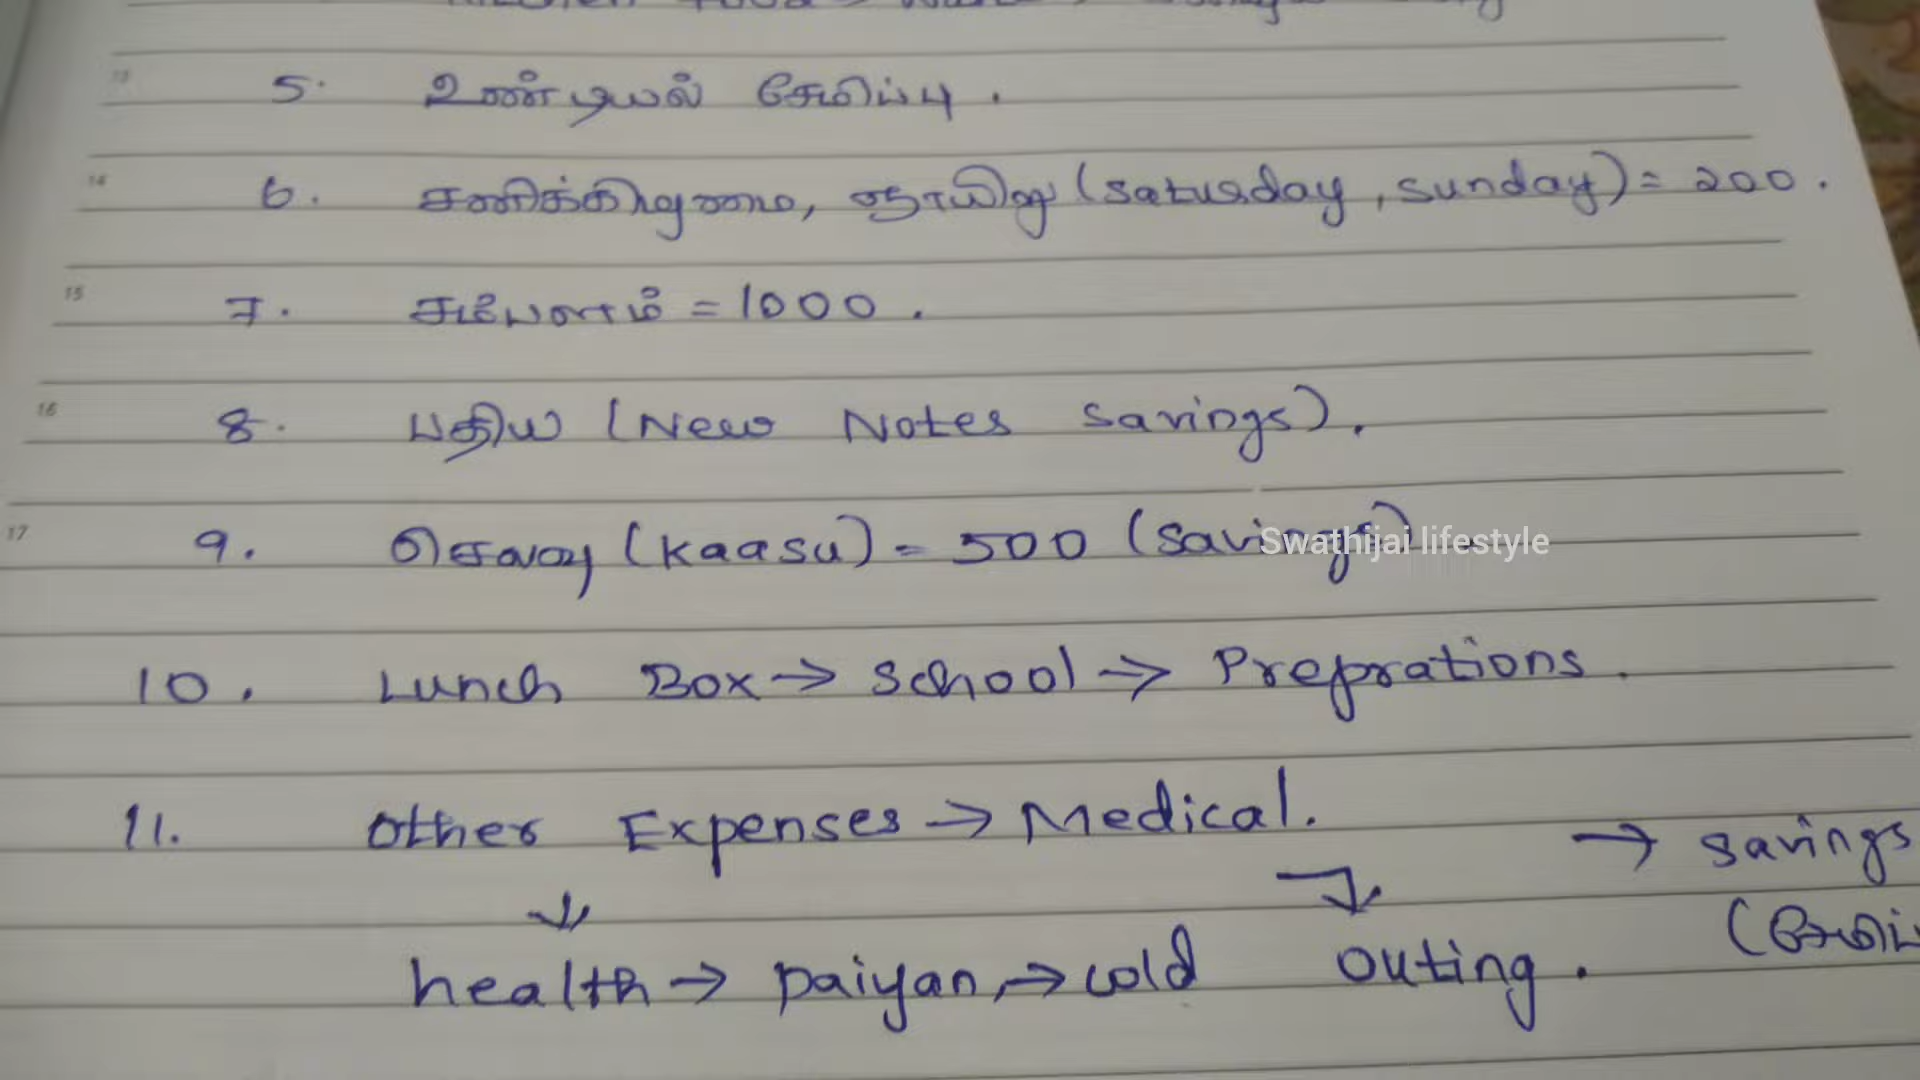 5. உண்டியல் சேமிப்பு.
6. சனிக்கிழமை, ஞாயிறு (Saturday, Sunday) = 200.
7. சம்பளம் = 1000.
8. புதிய (New Notes Savings).
9. செலவு (Kaasu) = 500 (Savings)
Swathijai lifestyle
10. Lunch Box → School → Preprations.
11. Other Expenses → Medical.
→ Savings
↓
health → Paiyan, → cold outing.